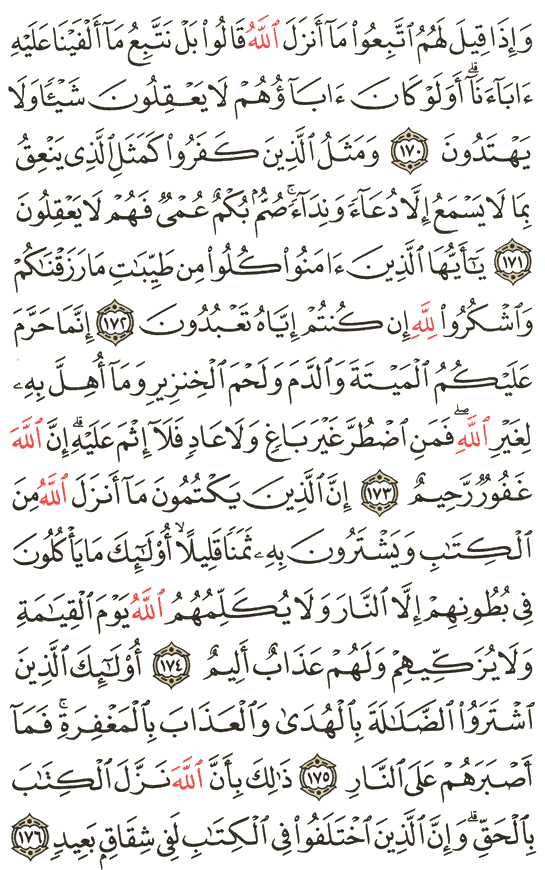 وَإِذَا قِيلَ لَهُمُ ٱتَّبِعُوا۟ مَآ أَنزَلَ ٱللَّهُ قَالُوا۟ بَلْ نَتَّبِعُ مَآ أَلْفَيْنَا عَلَيْهِ
ءَابَآءَنَآ ۗ أَوَلَوْ كَانَ ءَابَآؤُهُمْ لَا يَعْقِلُونَ شَيْـًٔا وَلَا
يَهْتَدُونَ ١٧٠ وَمَثَلُ ٱلَّذِينَ كَفَرُوا۟ كَمَثَلِ ٱلَّذِى يَنْعِقُ
بِمَا لَا يَسْمَعُ إِلَّا دُعَآءً وَنِدَآءً ۚ صُمٌّۢ بُكْمٌ عُمْىٌ فَهُمْ لَا يَعْقِلُونَ
١٧١ يَـٰٓأَيُّهَا ٱلَّذِينَ ءَامَنُوا۟ كُلُوا۟ مِن طَيِّبَـٰتِ مَا رَزَقْنَـٰكُمْ
وَٱشْكُرُوا۟ لِلَّهِ إِن كُنتُمْ إِيَّاهُ تَعْبُدُونَ ١٧٢ إِنَّمَا حَرَّمَ
عَلَيْكُمُ ٱلْمَيْتَةَ وَٱلدَّمَ وَلَحْمَ ٱلْخِنزِيرِ وَمَآ أُهِلَّ بِهِۦ
لِغَيْرِ ٱللَّهِ ۖ فَمَنِ ٱضْطُرَّ غَيْرَ بَاغٍ وَلَا عَادٍ فَلَآ إِثْمَ عَلَيْهِ ۚ إِنَّ ٱللَّهَ
غَفُورٌ رَّحِيمٌ ١٧٣ إِنَّ ٱلَّذِينَ يَكْتُمُونَ مَآ أَنزَلَ ٱللَّهُ مِنَ
ٱلْكِتَـٰبِ وَيَشْتَرُونَ بِهِۦ ثَمَنًا قَلِيلًا ۙ أُو۟لَـٰٓئِكَ مَا يَأْكُلُونَ
فِى بُطُونِهِمْ إِلَّا ٱلنَّارَ وَلَا يُكَلِّمُهُمُ ٱللَّهُ يَوْمَ ٱلْقِيَـٰمَةِ
وَلَا يُزَكِّيهِمْ وَلَهُمْ عَذَابٌ أَلِيمٌ ١٧٤ أُو۟لَـٰٓئِكَ ٱلَّذِينَ
ٱشْتَرَوُا۟ ٱلضَّلَـٰلَةَ بِٱلْهُدَىٰ وَٱلْعَذَابَ بِٱلْمَغْفِرَةِ ۚ فَمَآ
أَصْبَرَهُمْ عَلَى ٱلنَّارِ ١٧٥ ذَٰلِكَ بِأَنَّ ٱللَّهَ نَزَّلَ ٱلْكِتَـٰبَ
بِٱلْحَقِّ ۗ وَإِنَّ ٱلَّذِينَ ٱخْتَلَفُوا۟ فِى ٱلْكِتَـٰبِ لَفِى شِقَاقٍۭ بَعِيدٍ ١٧٦